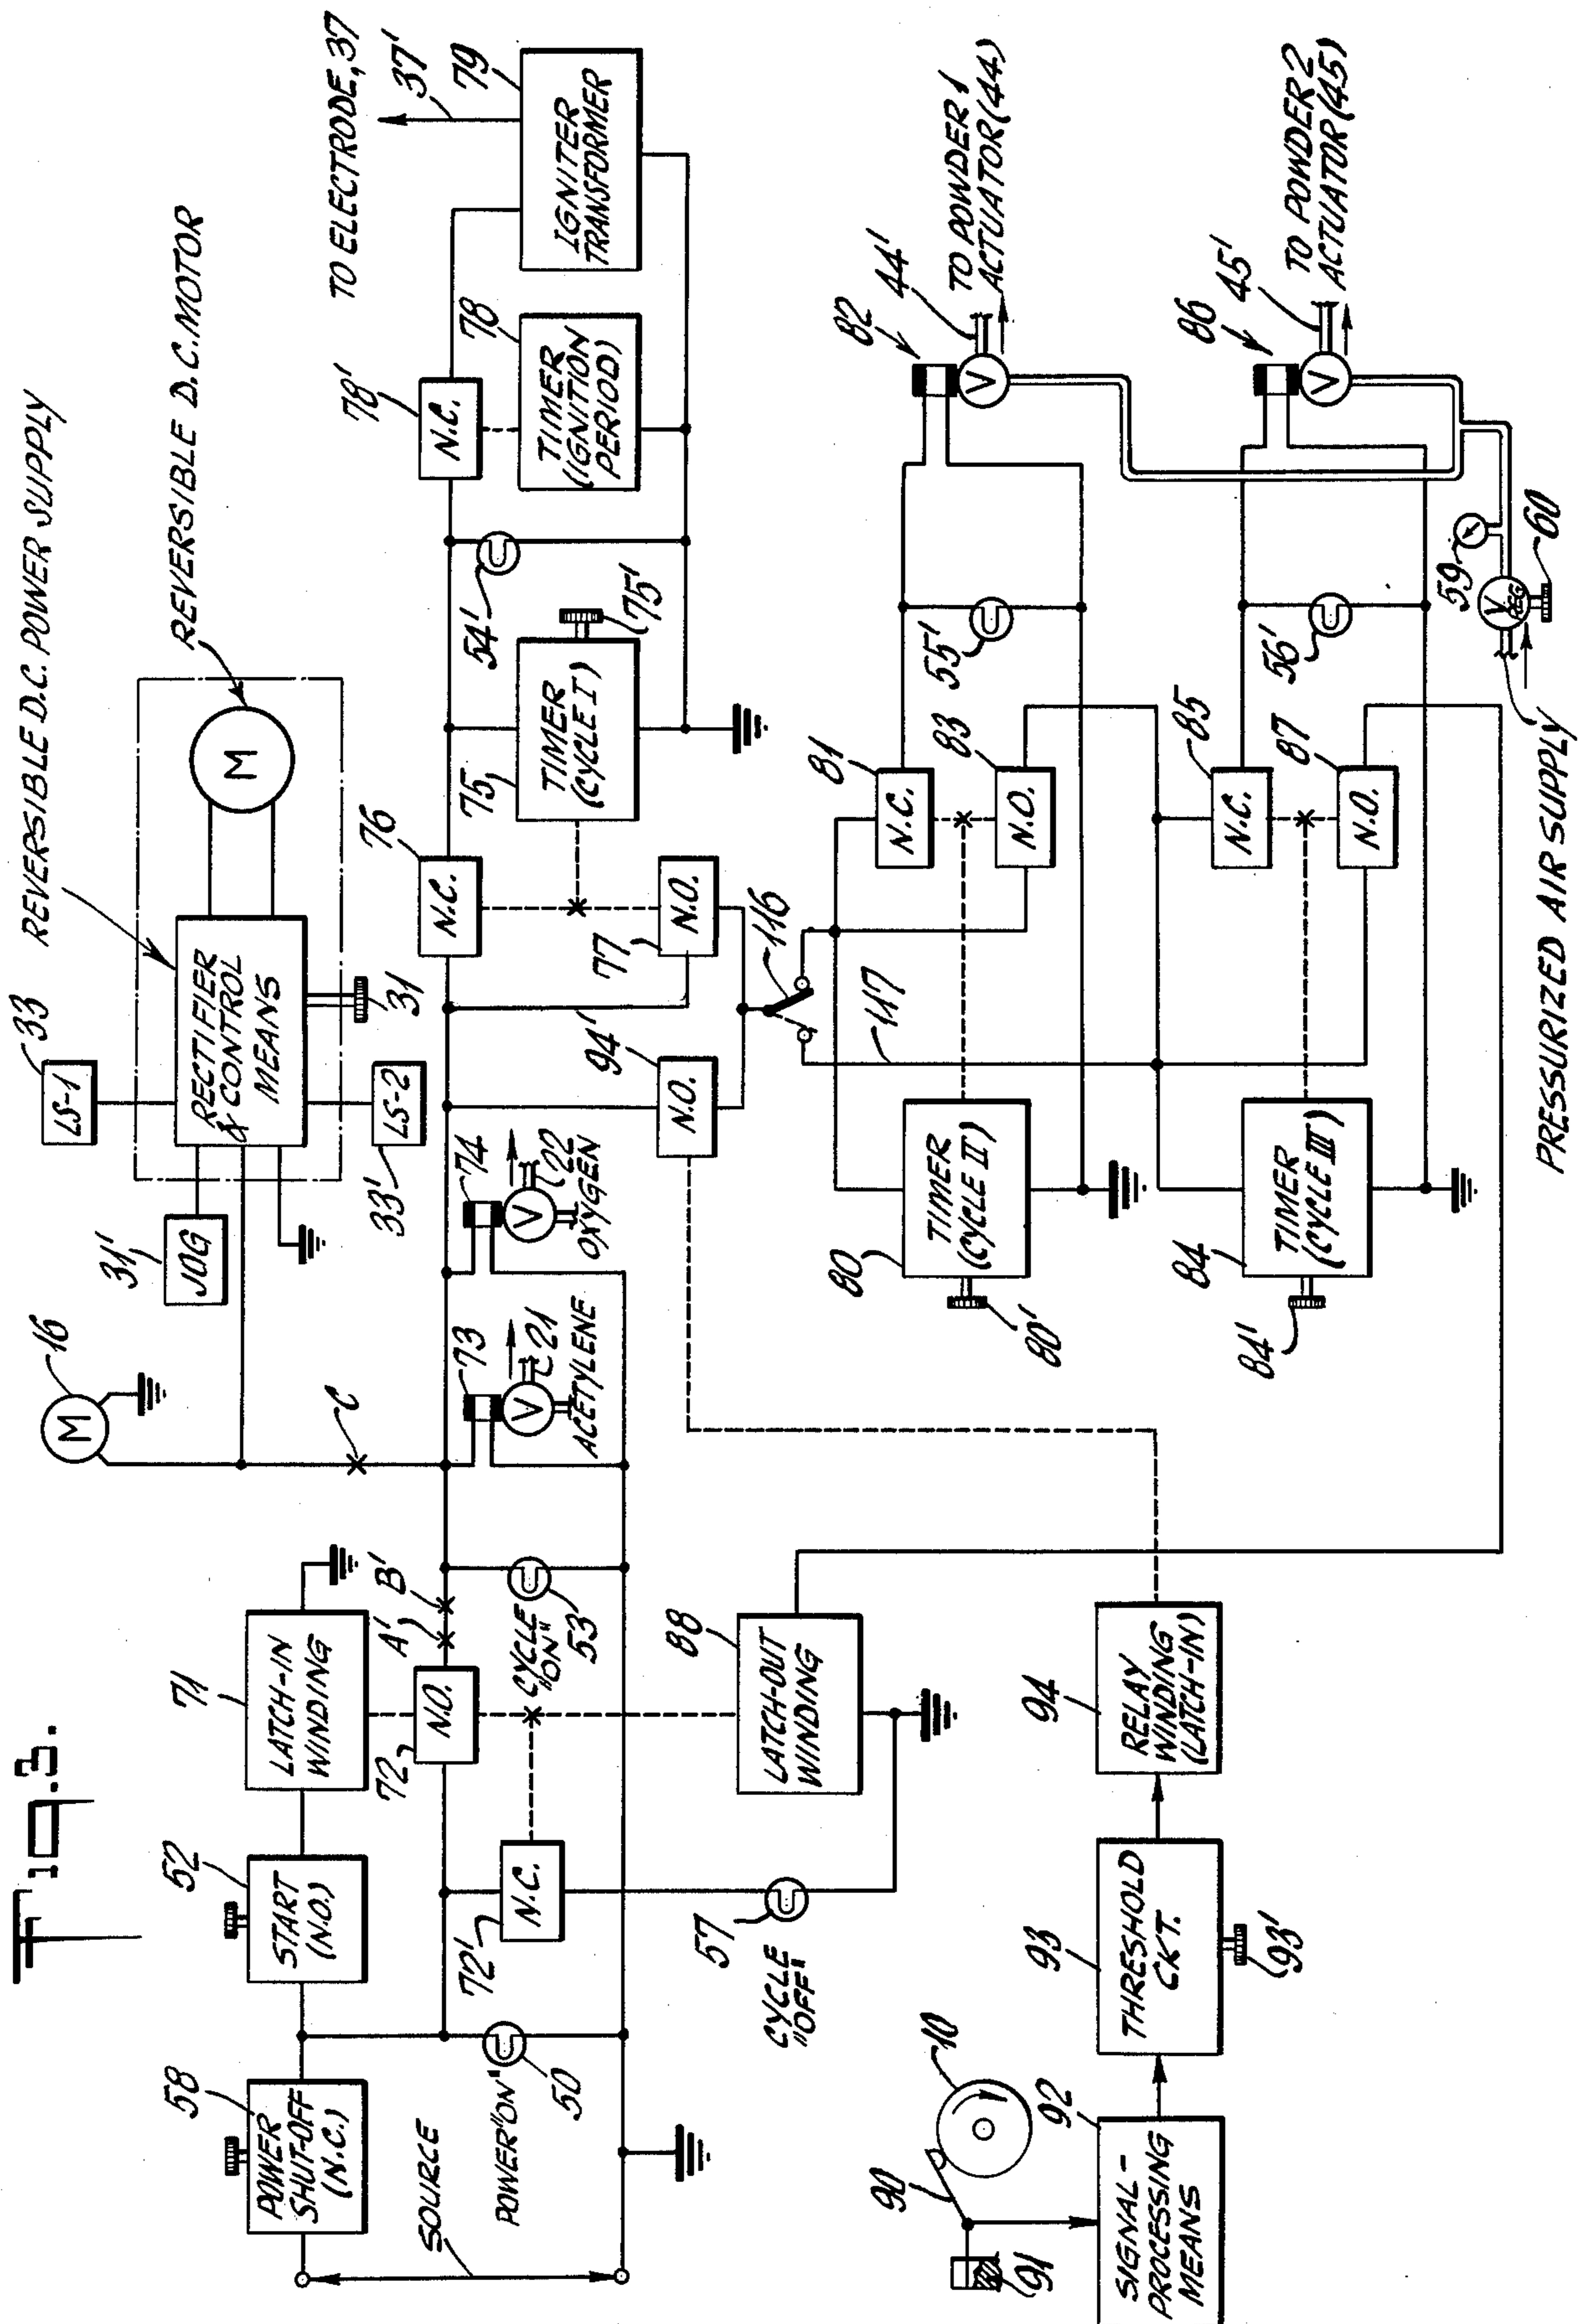 Fig. 3.
58
POWER
SHUT-OFF
(N.C.)
52
START
(N.O.)
71
LATCH-IN
WINDING
16
M
C
31'
JOG
33
LS-1
RECTIFIER
& CONTROL
MEANS
33'
LS-2
31
REVERSIBLE D.C. POWER SUPPLY
M
REVERSIBLE D.C. MOTOR
SOURCE
POWER "ON"
50
72'
N.C.
72
N.O.
A'
B'
CYCLE
"ON"
53'
57
CYCLE
"OFF"
88
LATCH-OUT
WINDING
73
V
21
ACETYLENE
74
V
22
OXYGEN
94'
N.O.
77
N.O.
76
N.C.
75
TIMER
(CYCLE I)
75'
54'
78'
N.C.
78
TIMER
(IGNITION
PERIOD)
79
IGNITER
TRANSFORMER
37'
TO ELECTRODE, 37
116
117
80
TIMER
(CYCLE II)
80'
81
N.C.
83
N.O.
55'
82
V
44'
TO POWDER 1
ACTUATOR (44)
84
TIMER
(CYCLE III)
84'
85
N.C.
87
N.O.
56'
86
V
45'
TO POWDER 2
ACTUATOR (45)
59
V
REG
60
PRESSURIZED AIR SUPPLY
90
91
10
92
SIGNAL-
PROCESSING
MEANS
93
THRESHOLD
CKT.
93'
94
RELAY
WINDING
(LATCH-IN)